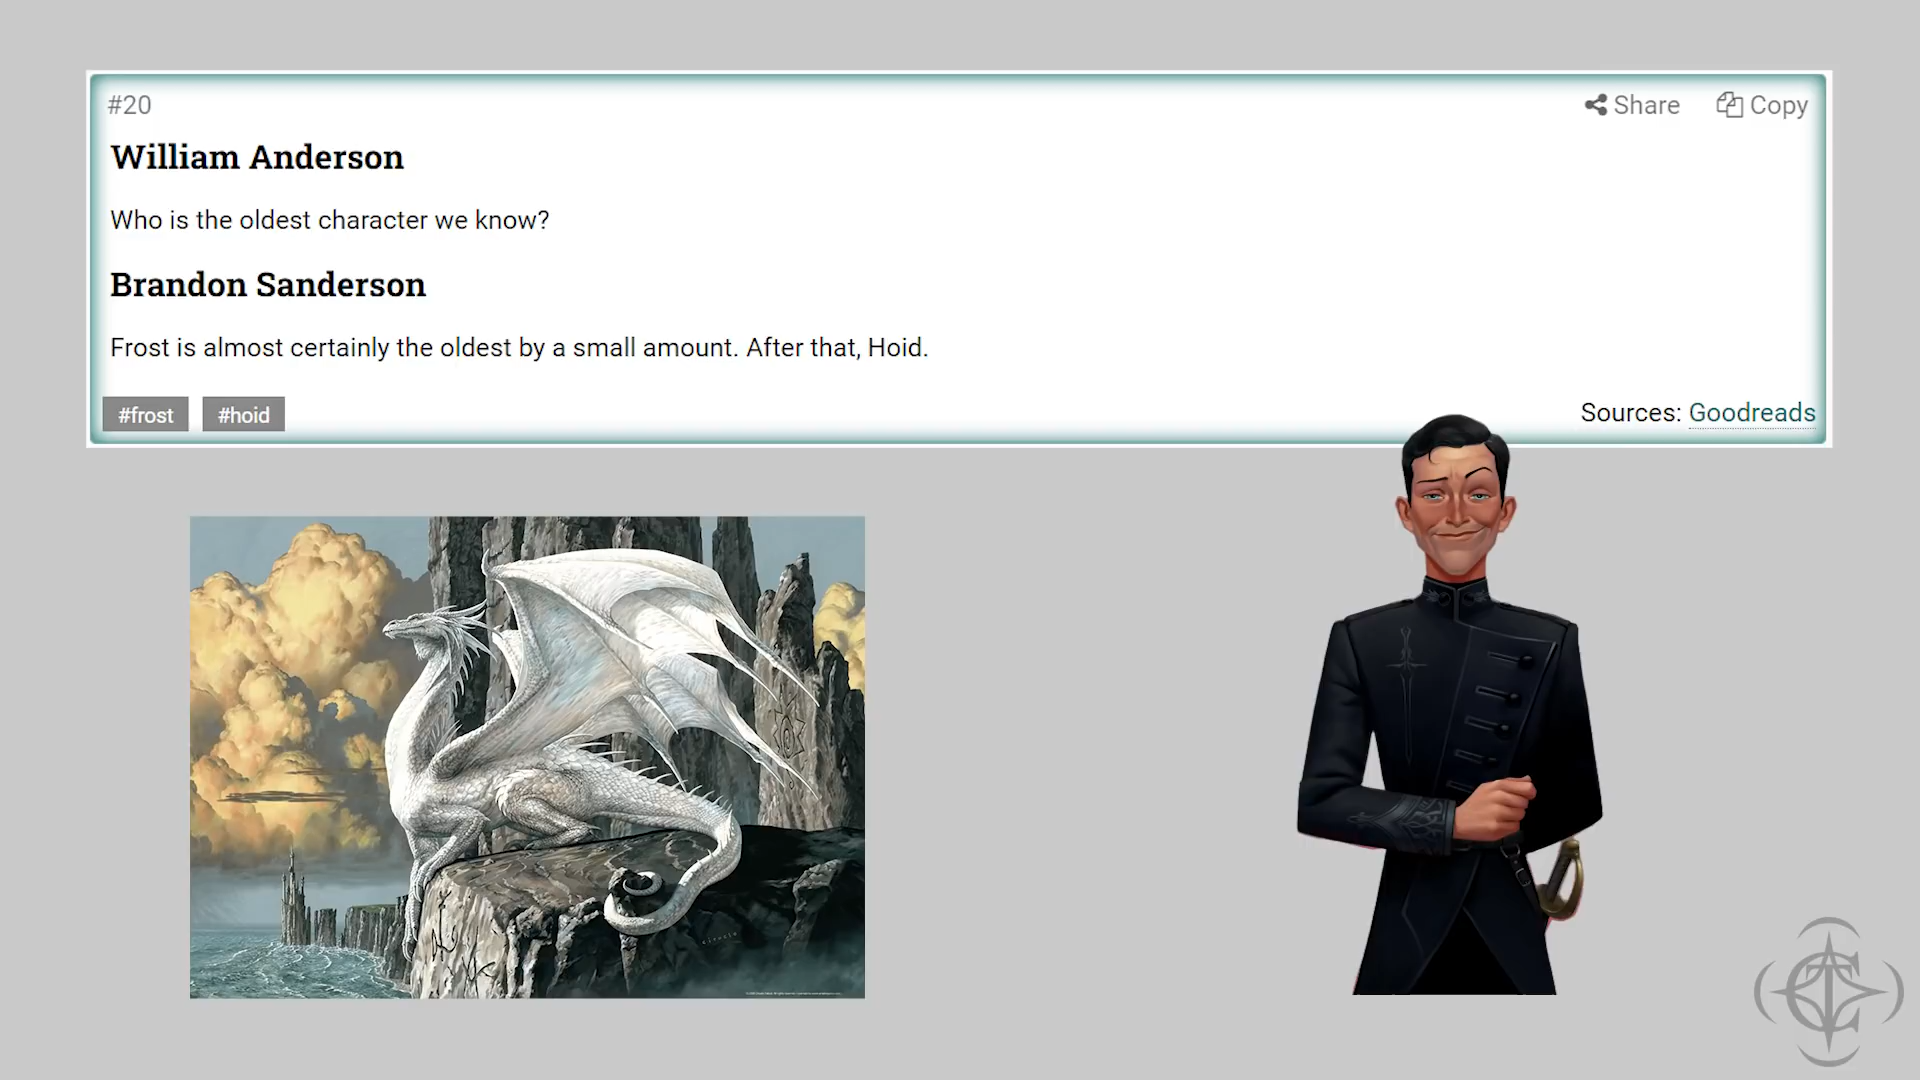 #20
Share
Copy
William Anderson
Who is the oldest character we know?
Brandon Sanderson
Frost is almost certainly the oldest by a small amount. After that, Hoid.
#frost
#hoid
Sources: Goodreads